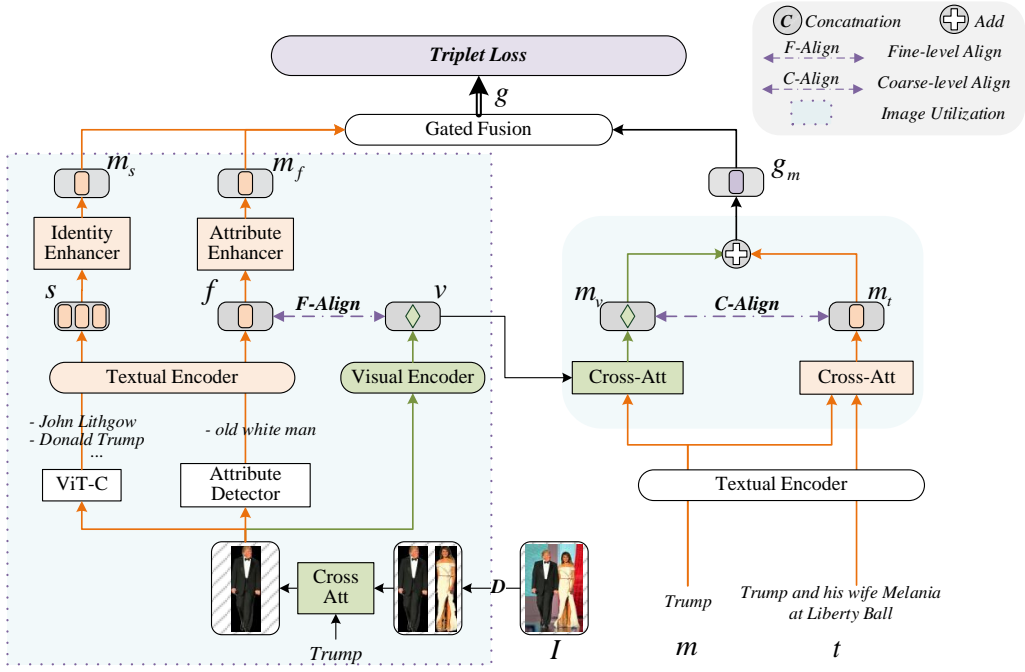 C Concatnation Add
F-Align Fine-level Align
C-Align Coarse-level Align
Image Utilization
Triplet Loss
g
Gated Fusion
m_s
m_f
g_m
Identity
Enhancer
Attribute
Enhancer
s
f
F-Align
v
m_v
C-Align
m_t
Textual Encoder
Visual Encoder
Cross-Att
Cross-Att
- John Lithgow
- Donald Trump
...
- old white man
ViT-C
Attribute
Detector
Textual Encoder
Cross
Att
D
Trump
I
Trump
m
Trump and his wife Melania
at Liberty Ball
t